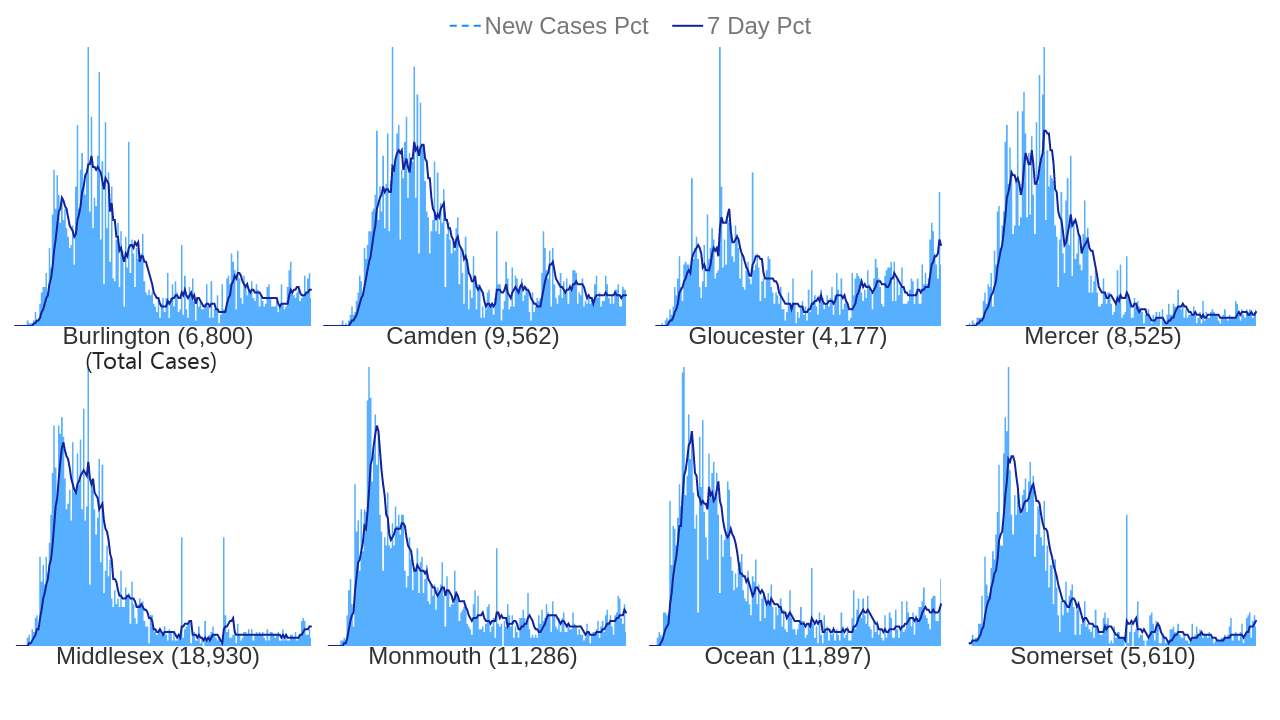 New Cases Pct 7 Day Pct
Burlington (6,800) Camden (9,562) Gloucester (4,177) Mercer (8,525)
(Total Cases)
Middlesex (18,930) Monmouth (11,286) Ocean (11,897) Somerset (5,610)